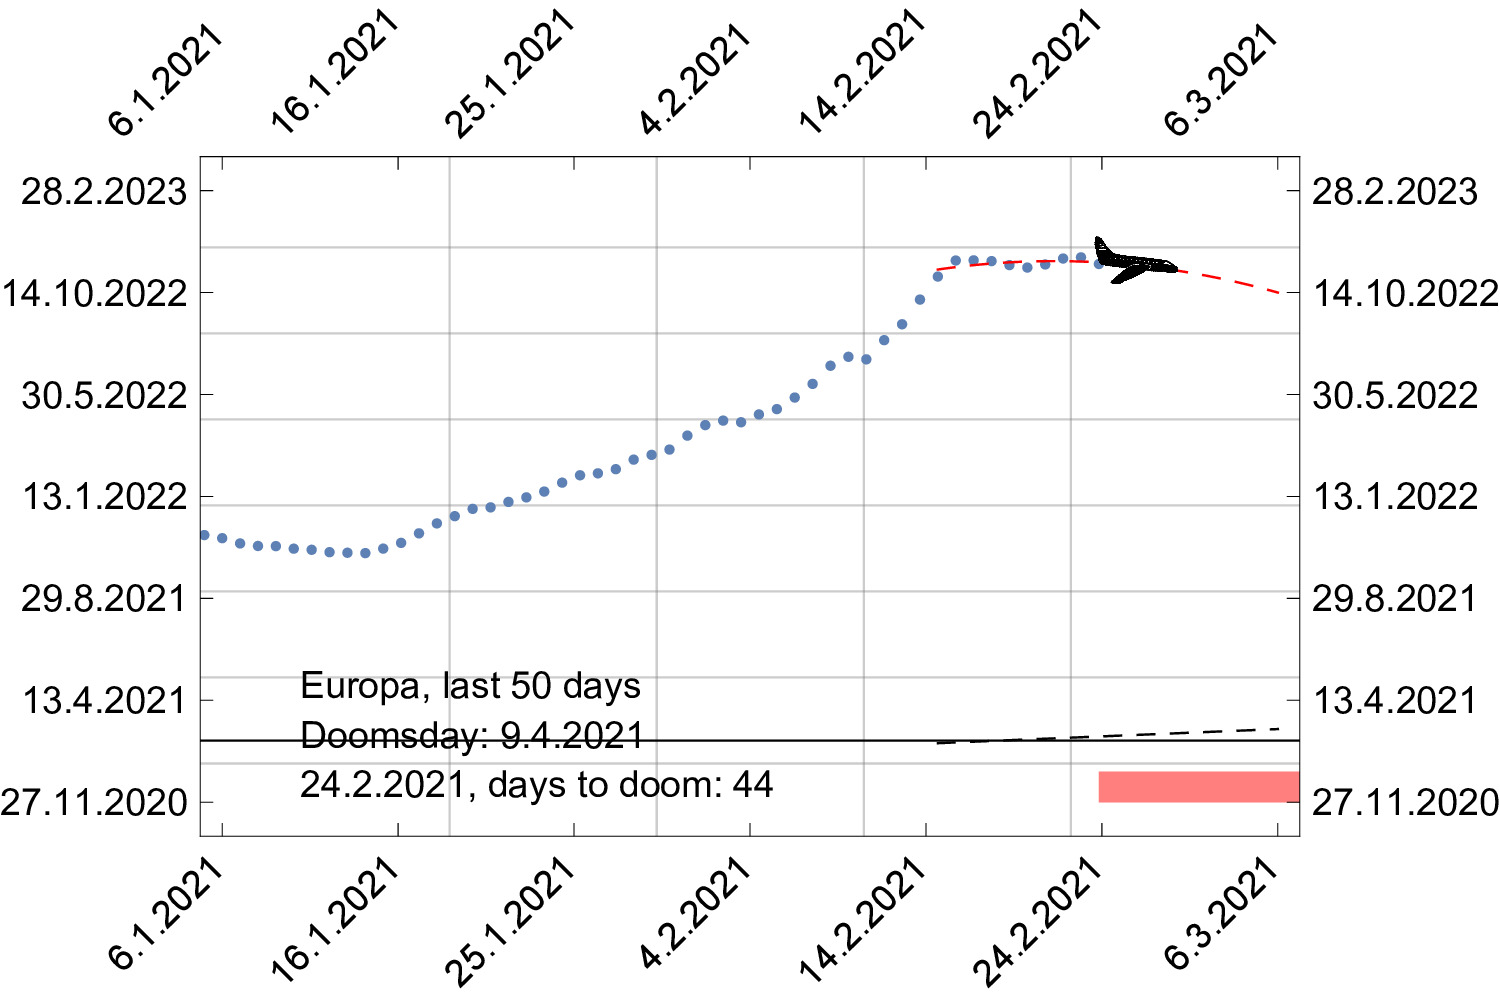 6.1.2021 16.1.2021 25.1.2021 4.2.2021 14.2.2021 24.2.2021 6.3.2021
28.2.2023 28.2.2023
14.10.2022 14.10.2022
30.5.2022 30.5.2022
13.1.2022 13.1.2022
29.8.2021 29.8.2021
Europa, last 50 days
13.4.2021 13.4.2021
Doomsday: 9.4.2021
24.2.2021, days to doom: 44
27.11.2020 27.11.2020
6.1.2021 16.1.2021 25.1.2021 4.2.2021 14.2.2021 24.2.2021 6.3.2021